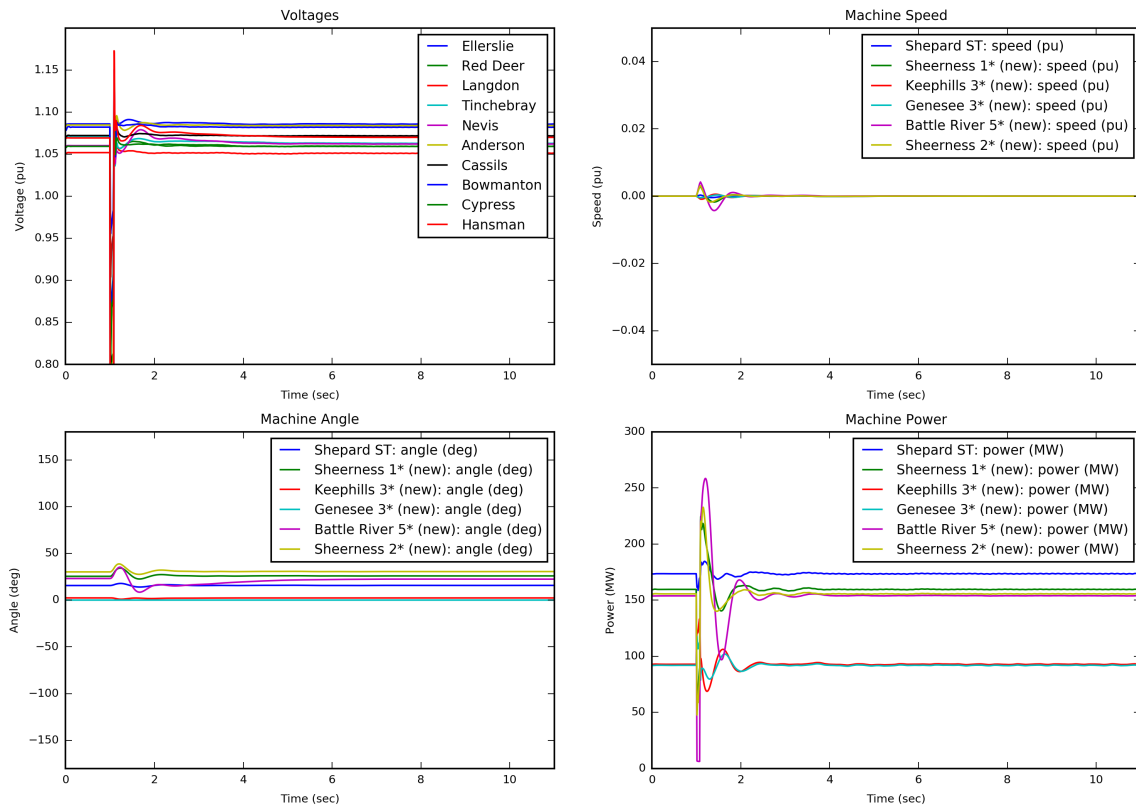 Voltages
1.15
1.10
1.05
1.00
0.95
0.90
0.85
0.80
Voltage (pu)
0
2
4
6
8
10
Time (sec)
Ellerslie
Red Deer
Langdon
Tinchebray
Nevis
Anderson
Cassils
Bowmanton
Cypress
Hansman
Machine Speed
0.04
0.02
0.00
−0.02
−0.04
Speed (pu)
0
2
4
6
8
10
Time (sec)
Shepard ST: speed (pu)
Sheerness 1* (new): speed (pu)
Keephills 3* (new): speed (pu)
Genesee 3* (new): speed (pu)
Battle River 5* (new): speed (pu)
Sheerness 2* (new): speed (pu)
Machine Angle
150
100
50
0
−50
−100
−150
Angle (deg)
0
2
4
6
8
10
Time (sec)
Shepard ST: angle (deg)
Sheerness 1* (new): angle (deg)
Keephills 3* (new): angle (deg)
Genesee 3* (new): angle (deg)
Battle River 5* (new): angle (deg)
Sheerness 2* (new): angle (deg)
Machine Power
300
250
200
150
100
50
0
Power (MW)
0
2
4
6
8
10
Time (sec)
Shepard ST: power (MW)
Sheerness 1* (new): power (MW)
Keephills 3* (new): power (MW)
Genesee 3* (new): power (MW)
Battle River 5* (new): power (MW)
Sheerness 2* (new): power (MW)